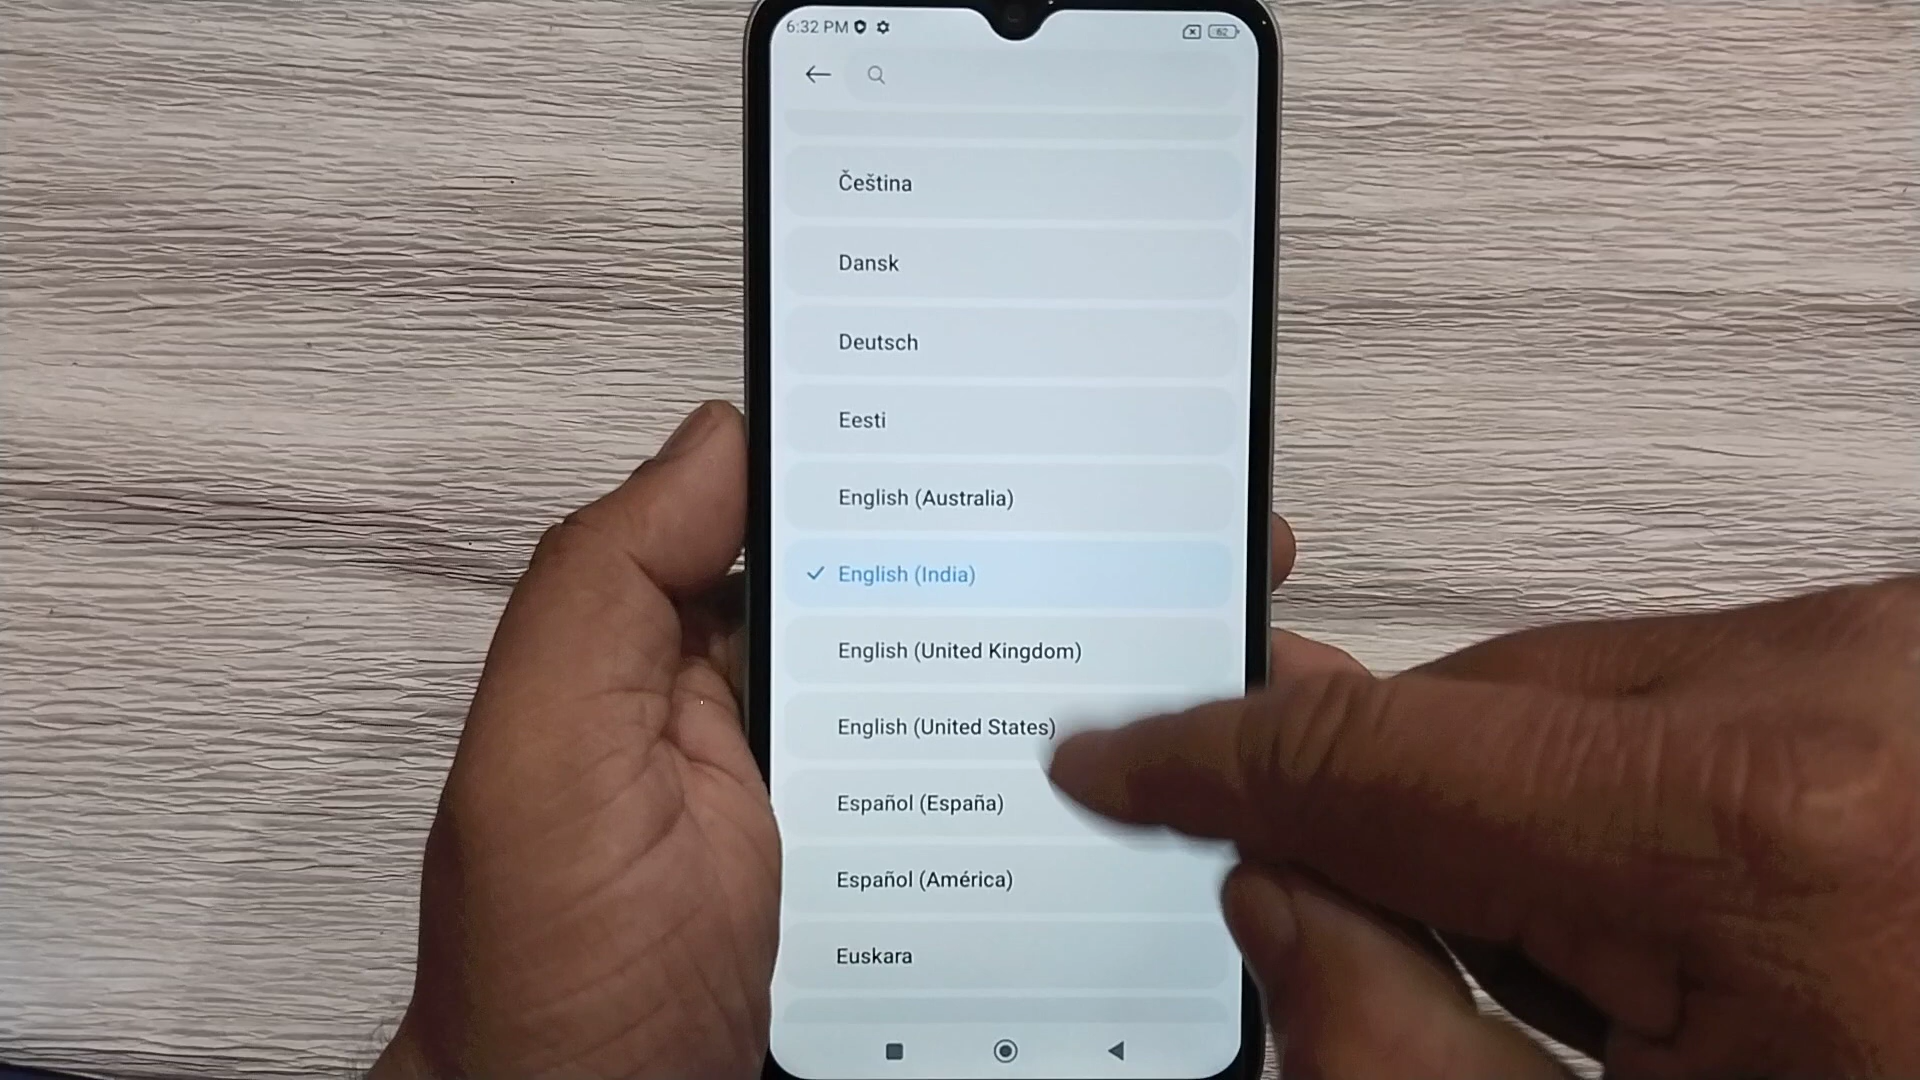 6:32 PM
62
Čeština
Dansk
Deutsch
Eesti
English (Australia)
English (India)
English (United Kingdom)
English (United States)
Español (España)
Español (América)
Euskara